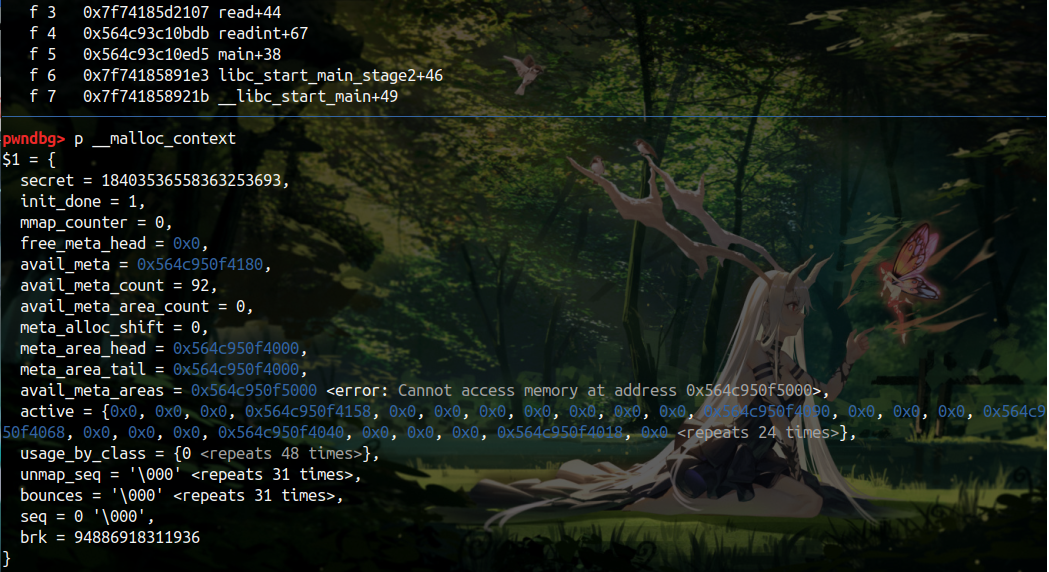 f 3   0x7f74185d2107 read+44
f 4   0x564c93c10bdb readint+67
f 5   0x564c93c10ed5 main+38
f 6   0x7f74185891e3 libc_start_main_stage2+46
f 7   0x7f741858921b __libc_start_main+49
pwndbg> p __malloc_context
$1 = {
  secret = 18403536558363253693,
  init_done = 1,
  mmap_counter = 0,
  free_meta_head = 0x0,
  avail_meta = 0x564c950f4180,
  avail_meta_count = 92,
  avail_meta_area_count = 0,
  meta_alloc_shift = 0,
  meta_area_head = 0x564c950f4000,
  meta_area_tail = 0x564c950f4000,
  avail_meta_areas = 0x564c950f5000 <error: Cannot access memory at address 0x564c950f5000>,
  active = {0x0, 0x0, 0x0, 0x564c950f4158, 0x0, 0x0, 0x0, 0x0, 0x0, 0x0, 0x0, 0x564c950f4090, 0x0, 0x0, 0x0, 0x564c9
50f4068, 0x0, 0x0, 0x0, 0x564c950f4040, 0x0, 0x0, 0x0, 0x564c950f4018, 0x0 <repeats 24 times>},
  usage_by_class = {0 <repeats 48 times>},
  unmap_seq = '\000' <repeats 31 times>,
  bounces = '\000' <repeats 31 times>,
  seq = 0 '\000',
  brk = 94886918311936
}